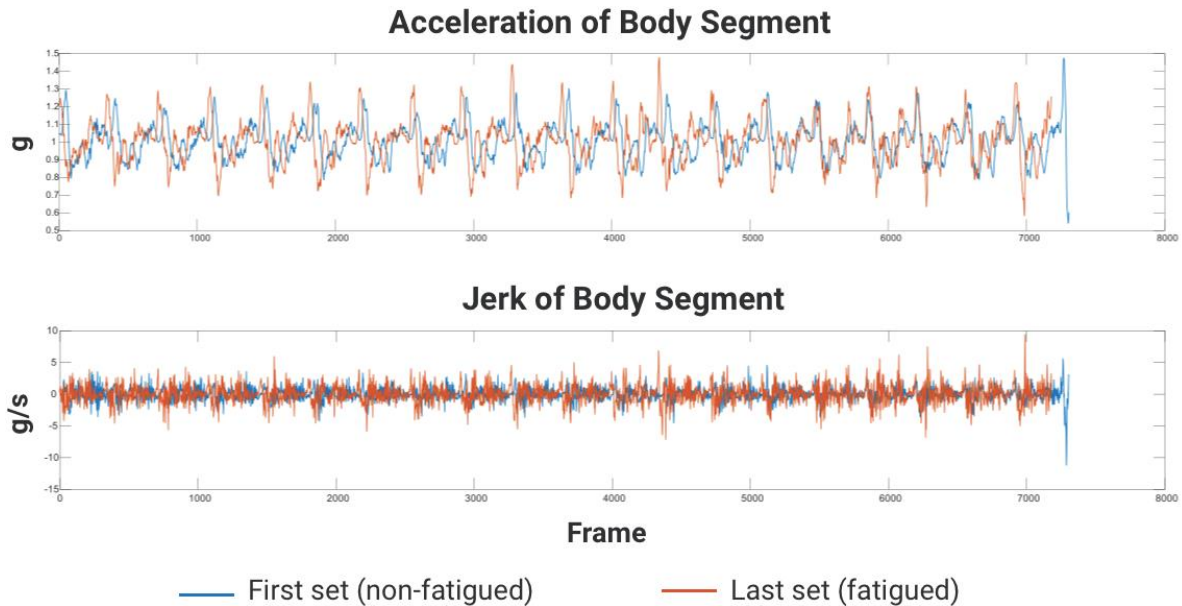 Acceleration of Body Segment
g
1.5
1.4
1.3
1.2
1.1
1
0.9
0.8
0.7
0.6
0.5
0 1000 2000 3000 4000 5000 6000 7000 8000
Jerk of Body Segment
g/s
10
5
0
-5
-10
-15
0 1000 2000 3000 4000 5000 6000 7000 8000
Frame
First set (non-fatigued) Last set (fatigued)